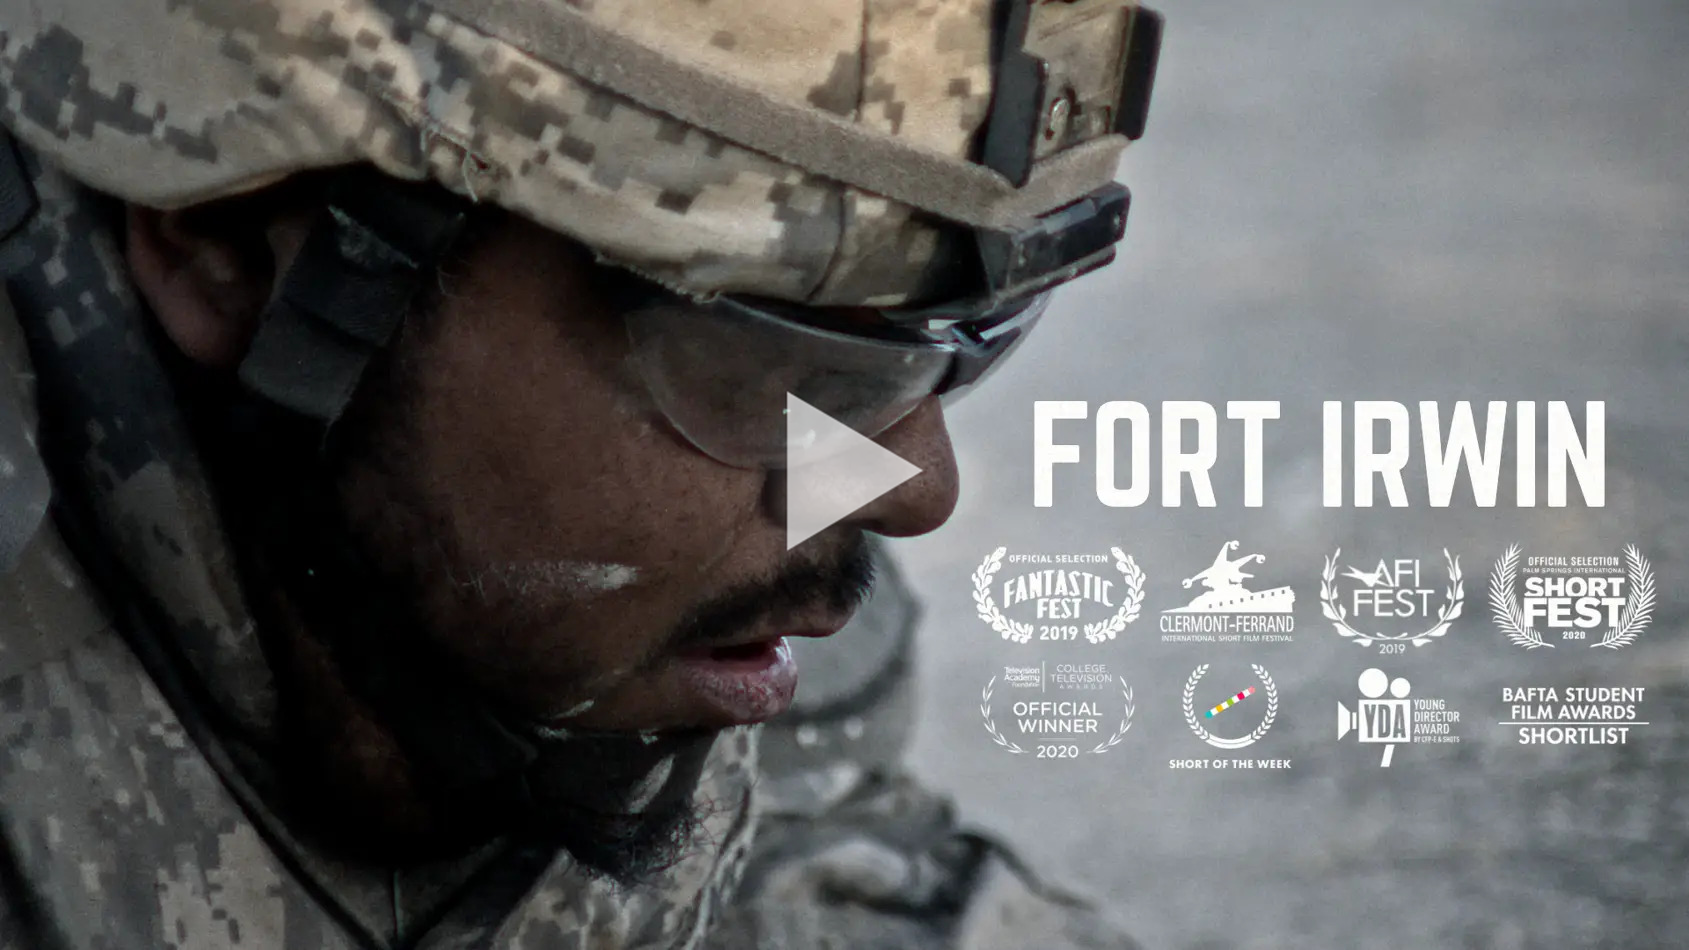 FORT IRWIN
OFFICIAL SELECTION
FANTASTIC
FEST
2019
CLERMONT-FERRAND
INTERNATIONAL SHORT FILM FESTIVAL
AFI
FEST
2019
OFFICIAL SELECTION
PALM SPRINGS INTERNATIONAL
SHORT
FEST
2020
Television
Academy
Foundation
COLLEGE
TELEVISION
AWARDS
OFFICIAL
WINNER
2020
SHORT OF THE WEEK
YDA
YOUNG
DIRECTOR
AWARD
BY CFP-E & SHOTS
BAFTA STUDENT
FILM AWARDS
SHORTLIST